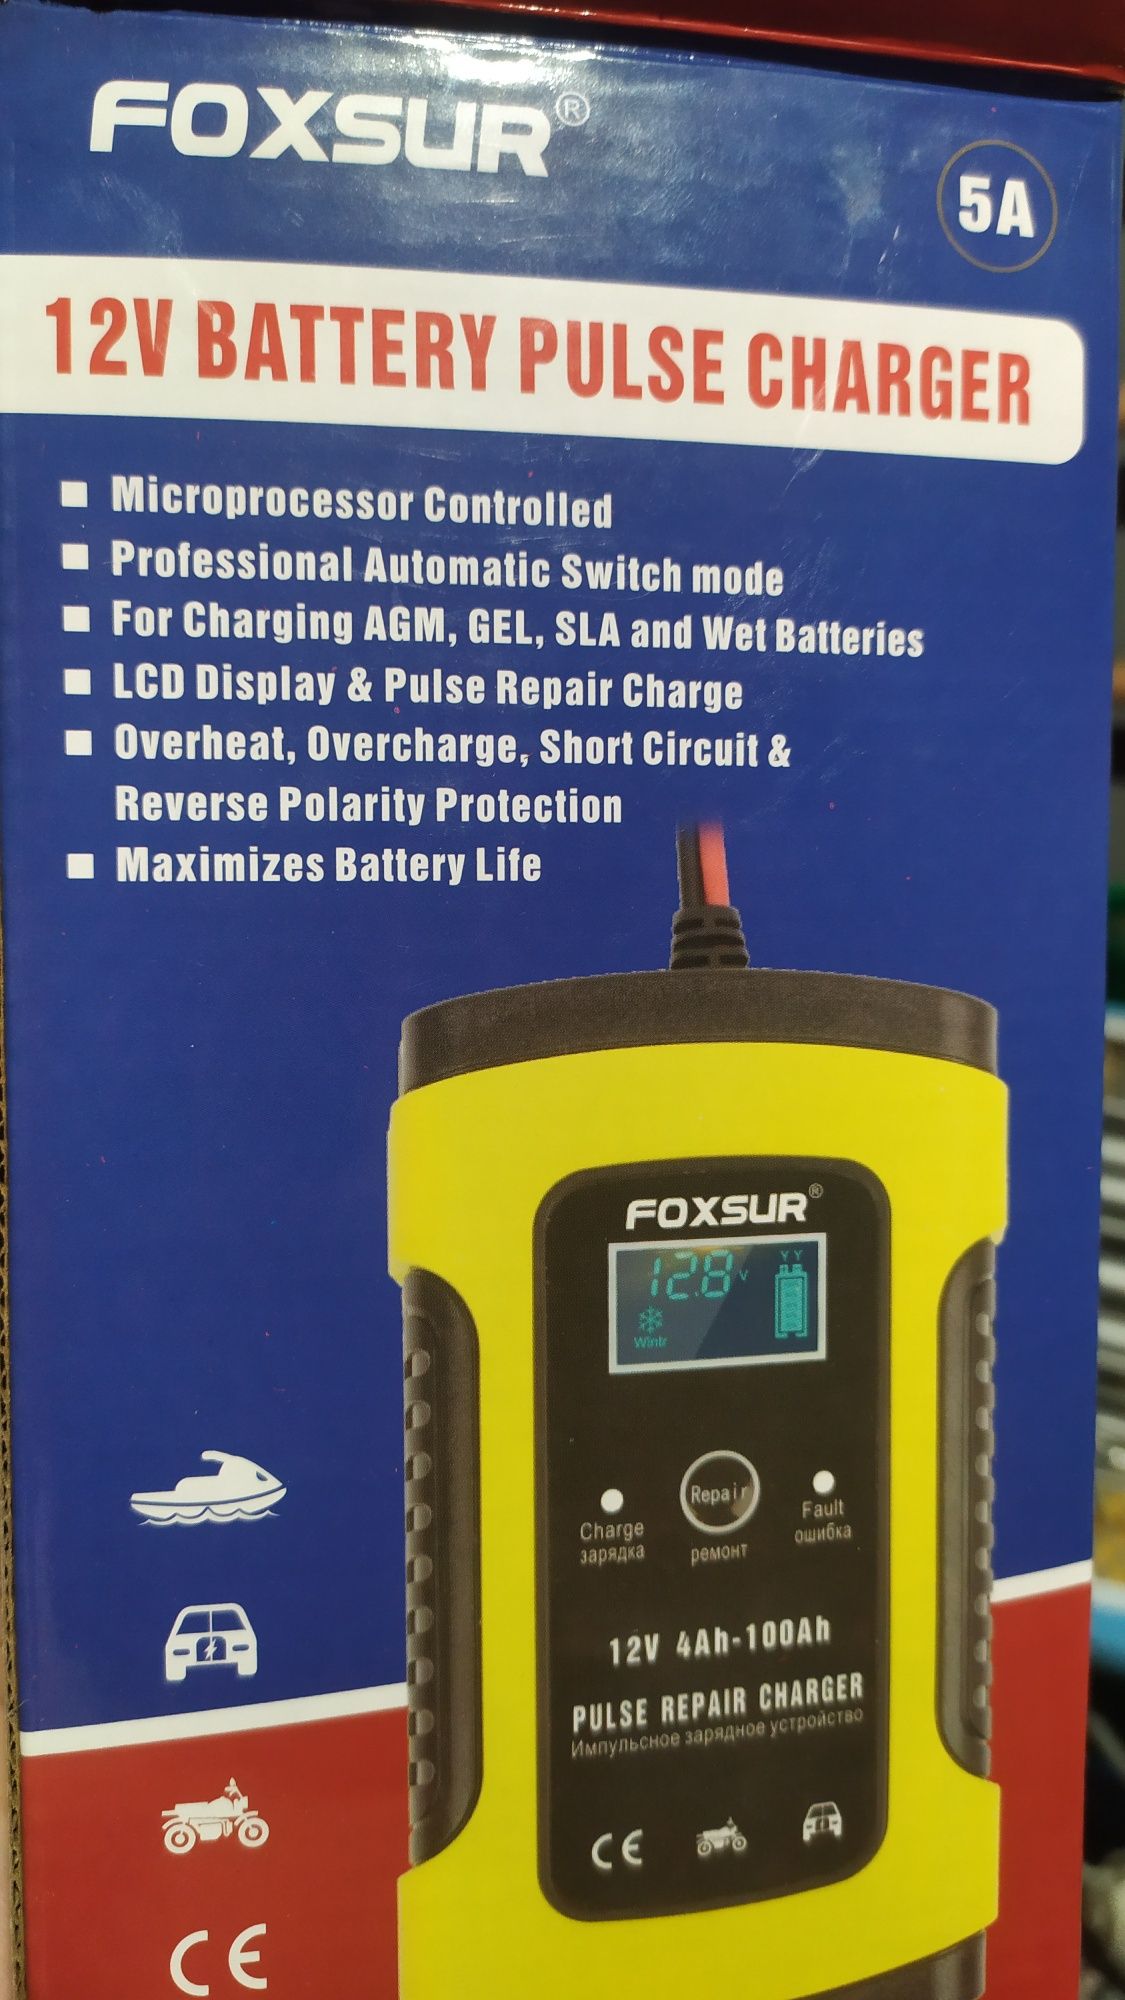 FOXSUR®
5A
12V BATTERY PULSE CHARGER
■ Microprocessor Controlled
■ Professional Automatic Switch mode
■ For Charging AGM, GEL, SLA and Wet Batteries
■ LCD Display & Pulse Repair Charge
■ Overheat, Overcharge, Short Circuit &
Reverse Polarity Protection
■ Maximizes Battery Life
FOXSUR®
12.8 V
Wintr
Repair
Charge
Fault
зарядка
ремонт
ошибка
12V 4Ah-100Ah
PULSE REPAIR CHARGER
Импульсное зарядное устройство
CE
CE